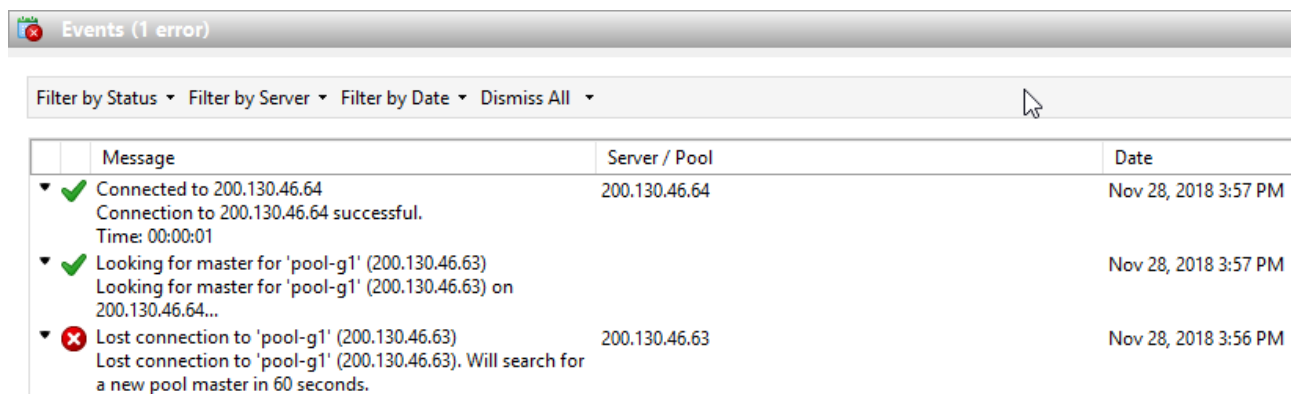 Events (1 error)
Filter by Status Filter by Server Filter by Date Dismiss All
Message Server / Pool Date
Connected to 200.130.46.64 200.130.46.64 Nov 28, 2018 3:57 PM
Connection to 200.130.46.64 successful.
Time: 00:00:01
Looking for master for 'pool-g1' (200.130.46.63) Nov 28, 2018 3:57 PM
Looking for master for 'pool-g1' (200.130.46.63) on
200.130.46.64...
Lost connection to 'pool-g1' (200.130.46.63) 200.130.46.63 Nov 28, 2018 3:56 PM
Lost connection to 'pool-g1' (200.130.46.63). Will search for
a new pool master in 60 seconds.